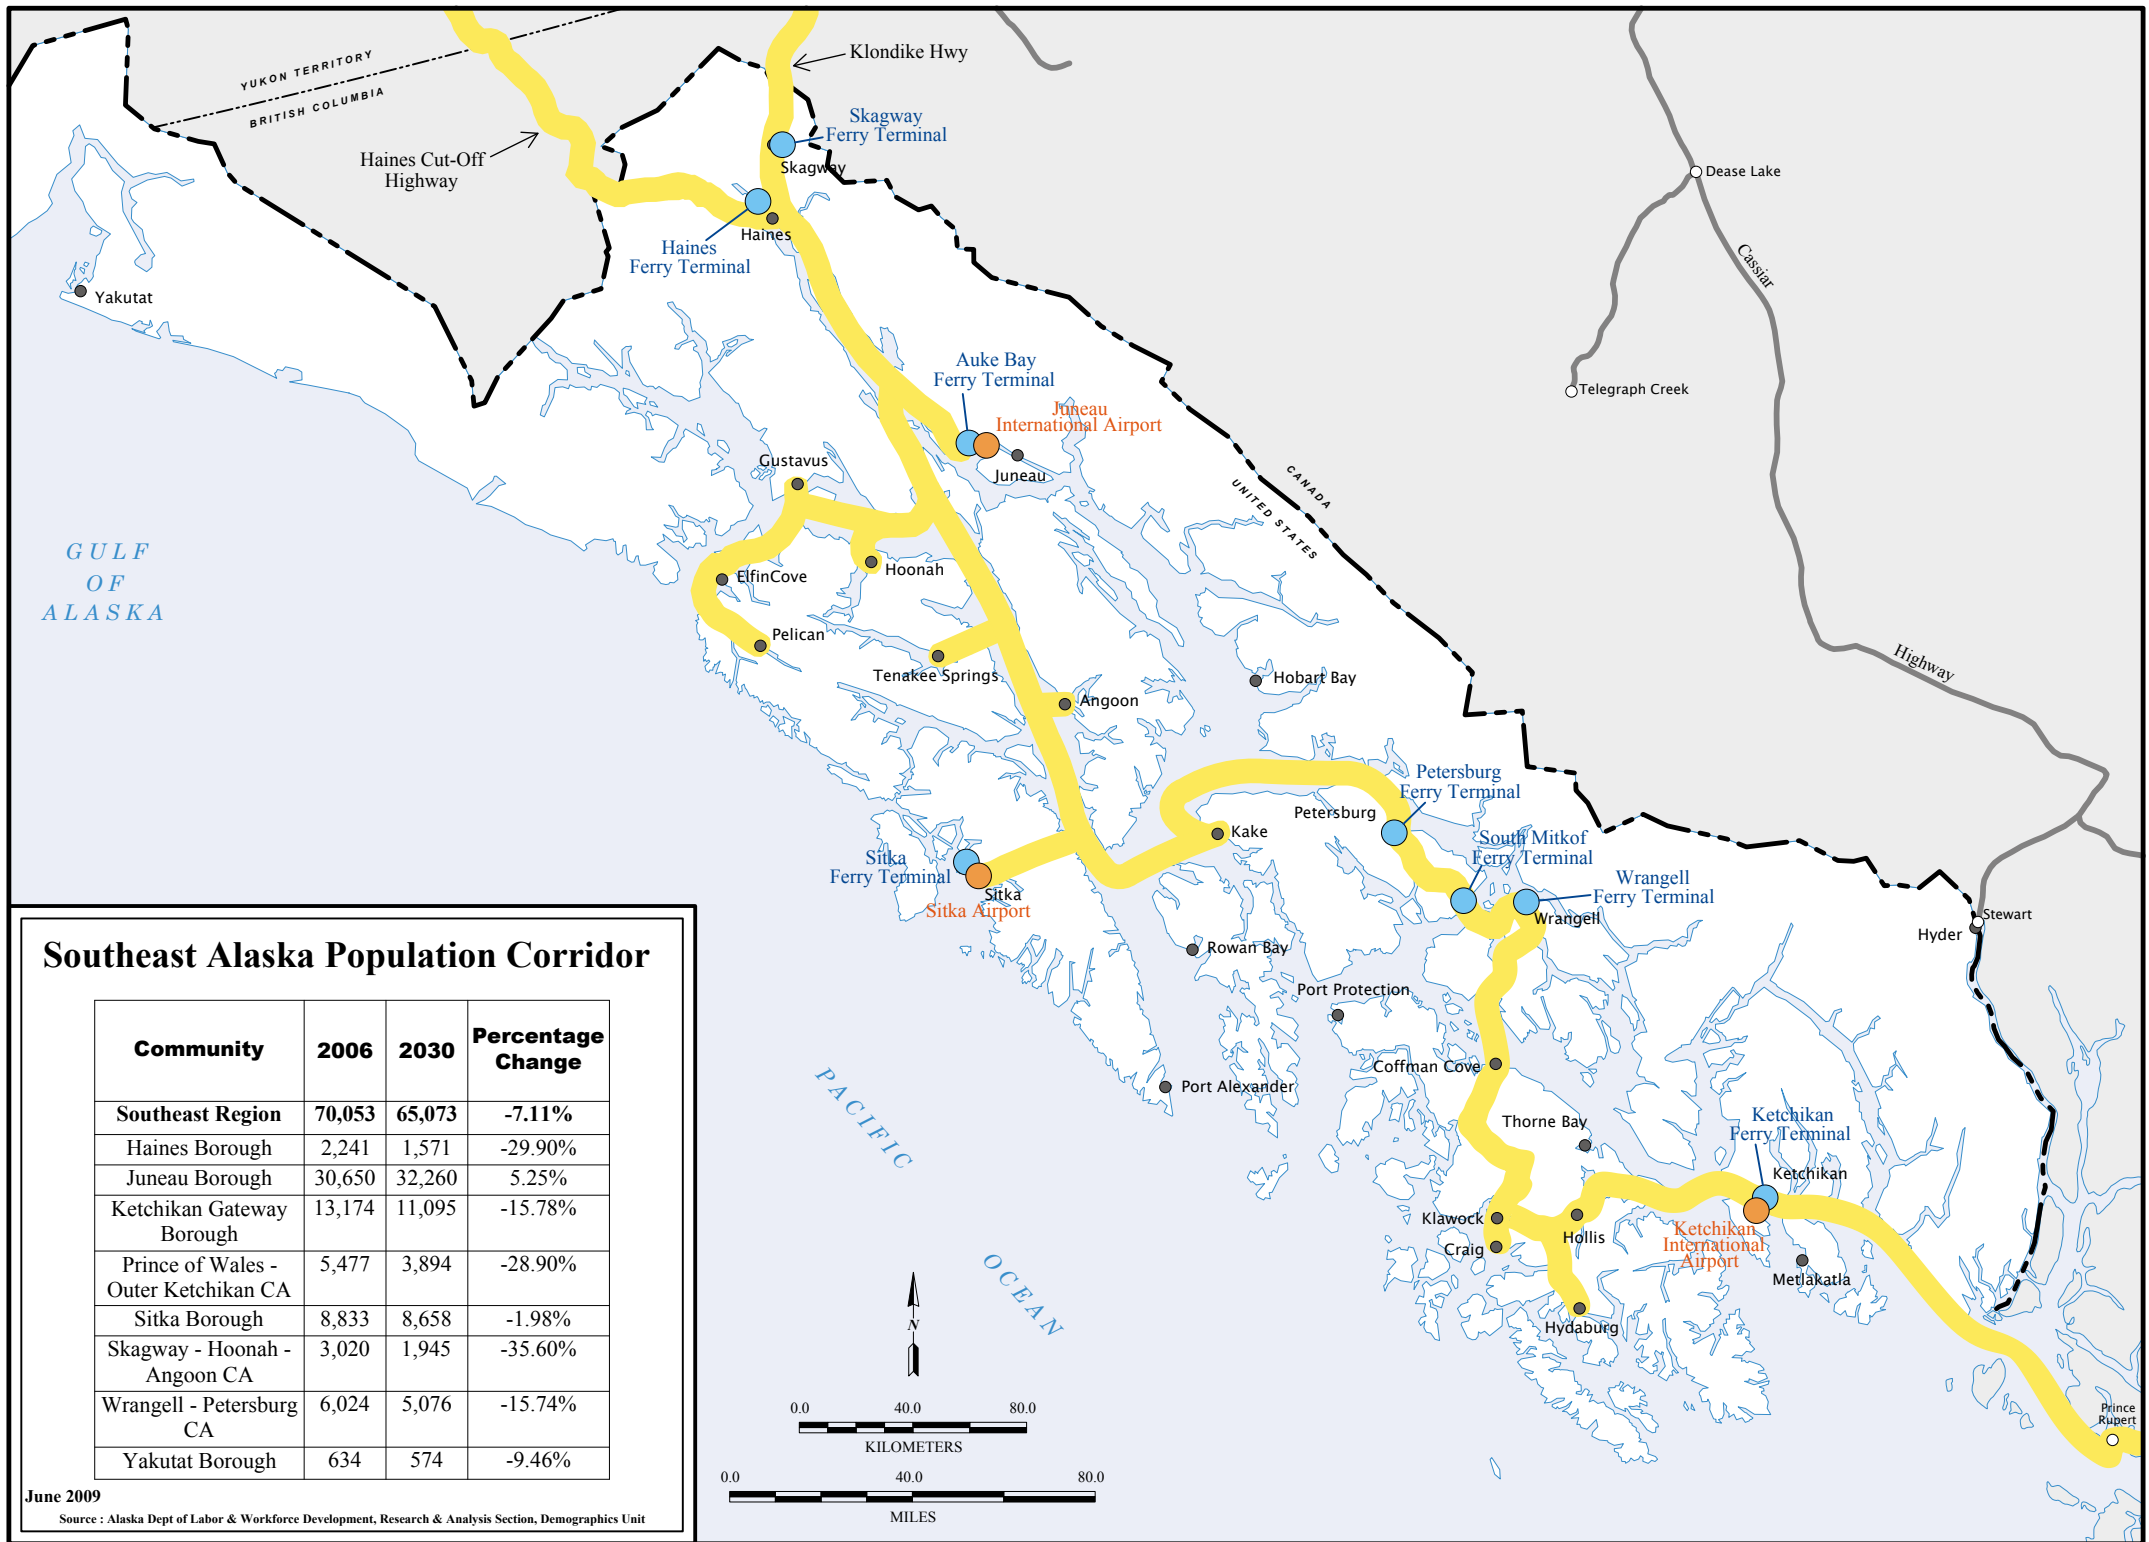 Klondike Hwy
YUKON TERRITORY
BRITISH COLUMBIA
Haines Cut-Off
Highway
Skagway
Ferry Terminal
Skagway
Haines
Haines
Ferry Terminal
Yakutat
Dease Lake
Cassiar
Telegraph Creek
Auke Bay
Ferry Terminal
Juneau
International Airport
Juneau
Gustavus
CANADA
UNITED STATES
GULF
OF
ALASKA
ElfinCove
Hoonah
Pelican
Tenakee Springs
Angoon
Hobart Bay
Highway
Petersburg
Ferry Terminal
Petersburg
Kake
South Mitkof
Ferry Terminal
Sitka
Ferry Terminal
Sitka
Sitka Airport
Wrangell
Ferry Terminal
Wrangell
Stewart
Hyder
Rowan Bay
Port Protection
Coffman Cove
Port Alexander
PACIFIC
OCEAN
Thorne Bay
Ketchikan
Ferry Terminal
Ketchikan
Klawock
Craig
Hollis
Ketchikan
International
Airport
Metlakatla
Hydaburg
Prince
Rupert
N
0.0 40.0 80.0
KILOMETERS
0.0 40.0 80.0
MILES
Southeast Alaska Population Corridor
Community 2006 2030 Percentage
Change
Southeast Region 70,053 65,073 -7.11%
Haines Borough 2,241 1,571 -29.90%
Juneau Borough 30,650 32,260 5.25%
Ketchikan Gateway 13,174 11,095 -15.78%
Borough
Prince of Wales - 5,477 3,894 -28.90%
Outer Ketchikan CA
Sitka Borough 8,833 8,658 -1.98%
Skagway - Hoonah - 3,020 1,945 -35.60%
Angoon CA
Wrangell - Petersburg 6,024 5,076 -15.74%
CA
Yakutat Borough 634 574 -9.46%
June 2009
Source : Alaska Dept of Labor & Workforce Development, Research & Analysis Section, Demographics Unit